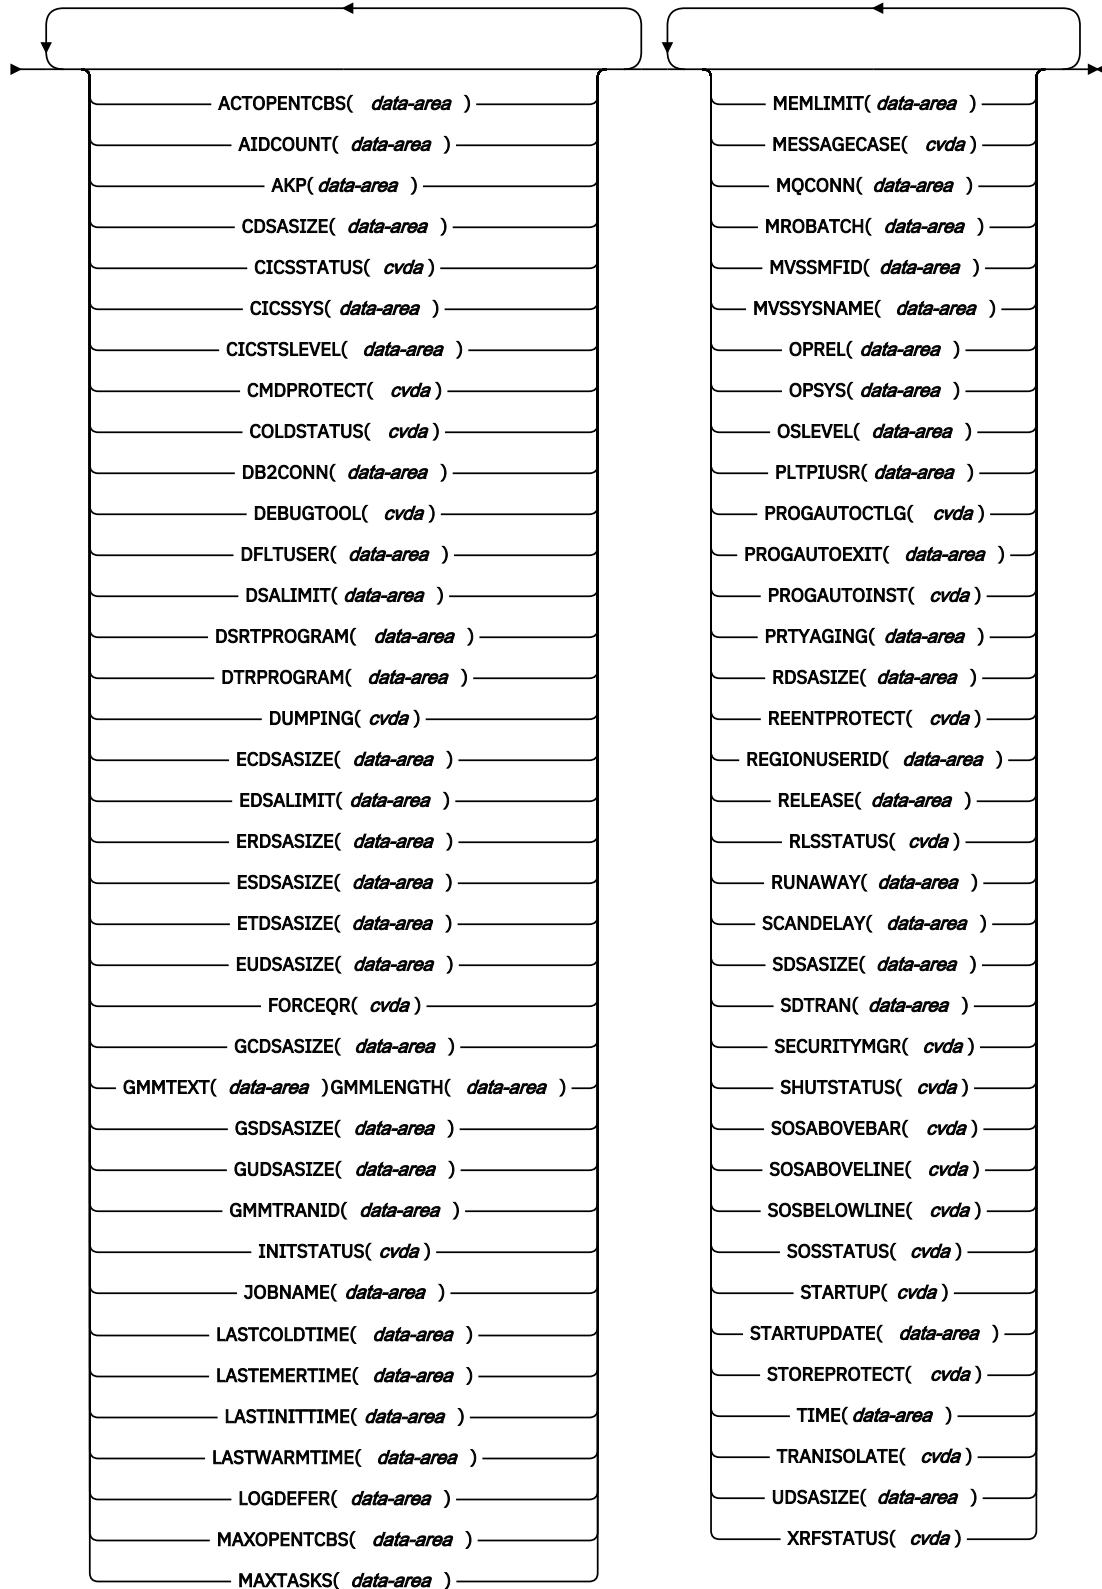 ACTOPENTCBS( data-area )
AIDCOUNT( data-area )
AKP( data-area )
CDSASIZE( data-area )
CICSSTATUS( cvda )
CICSSYS( data-area )
CICSTSLEVEL( data-area )
CMDPROTECT( cvda )
COLDSTATUS( cvda )
DB2CONN( data-area )
DEBUGTOOL( cvda )
DFLTUSER( data-area )
DSALIMIT( data-area )
DSRTPROGRAM( data-area )
DTRPROGRAM( data-area )
DUMPING( cvda )
ECDSASIZE( data-area )
EDSALIMIT( data-area )
ERDSASIZE( data-area )
ESDSASIZE( data-area )
ETDSASIZE( data-area )
EUDSASIZE( data-area )
FORCEQR( cvda )
GCDSASIZE( data-area )
GMMTEXT( data-area )GMMLENGTH( data-area )
GSDSASIZE( data-area )
GUDSASIZE( data-area )
GMMTRANID( data-area )
INITSTATUS( cvda )
JOBNAME( data-area )
LASTCOLDTIME( data-area )
LASTEMERTIME( data-area )
LASTINITTIME( data-area )
LASTWARMTIME( data-area )
LOGDEFER( data-area )
MAXOPENTCBS( data-area )
MAXTASKS( data-area )
MEMLIMIT( data-area )
MESSAGECASE( cvda )
MQCONN( data-area )
MROBATCH( data-area )
MVSSMFID( data-area )
MVSSYSNAME( data-area )
OPREL( data-area )
OPSYS( data-area )
OSLEVEL( data-area )
PLTPIUSR( data-area )
PROGAUTOCTLG( cvda )
PROGAUTOEXIT( data-area )
PROGAUTOINST( cvda )
PRTYAGING( data-area )
RDSASIZE( data-area )
REENTPROTECT( cvda )
REGIONUSERID( data-area )
RELEASE( data-area )
RLSSTATUS( cvda )
RUNAWAY( data-area )
SCANDELAY( data-area )
SDSASIZE( data-area )
SDTRAN( data-area )
SECURITYMGR( cvda )
SHUTSTATUS( cvda )
SOSABOVEBAR( cvda )
SOSABOVELINE( cvda )
SOSBELOWLINE( cvda )
SOSSTATUS( cvda )
STARTUP( cvda )
STARTUPDATE( data-area )
STOREPROTECT( cvda )
TIME( data-area )
TRANISOLATE( cvda )
UDSASIZE( data-area )
XRFSTATUS( cvda )